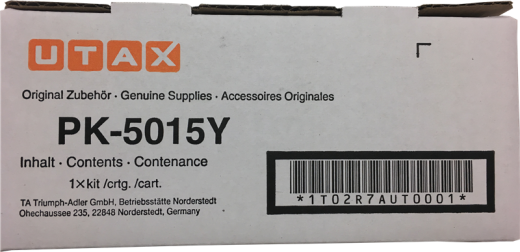 UTAX
Original Zubehör · Genuine Supplies · Accessoires Originales
PK-5015Y
Inhalt · Contents · Contenance
1×kit /crtg. /cart.
TA Triumph-Adler GmbH, Betriebsstätte Norderstedt
Ohechaussee 235, 22848 Norderstedt, Germany
*1T02R7AUT0001*